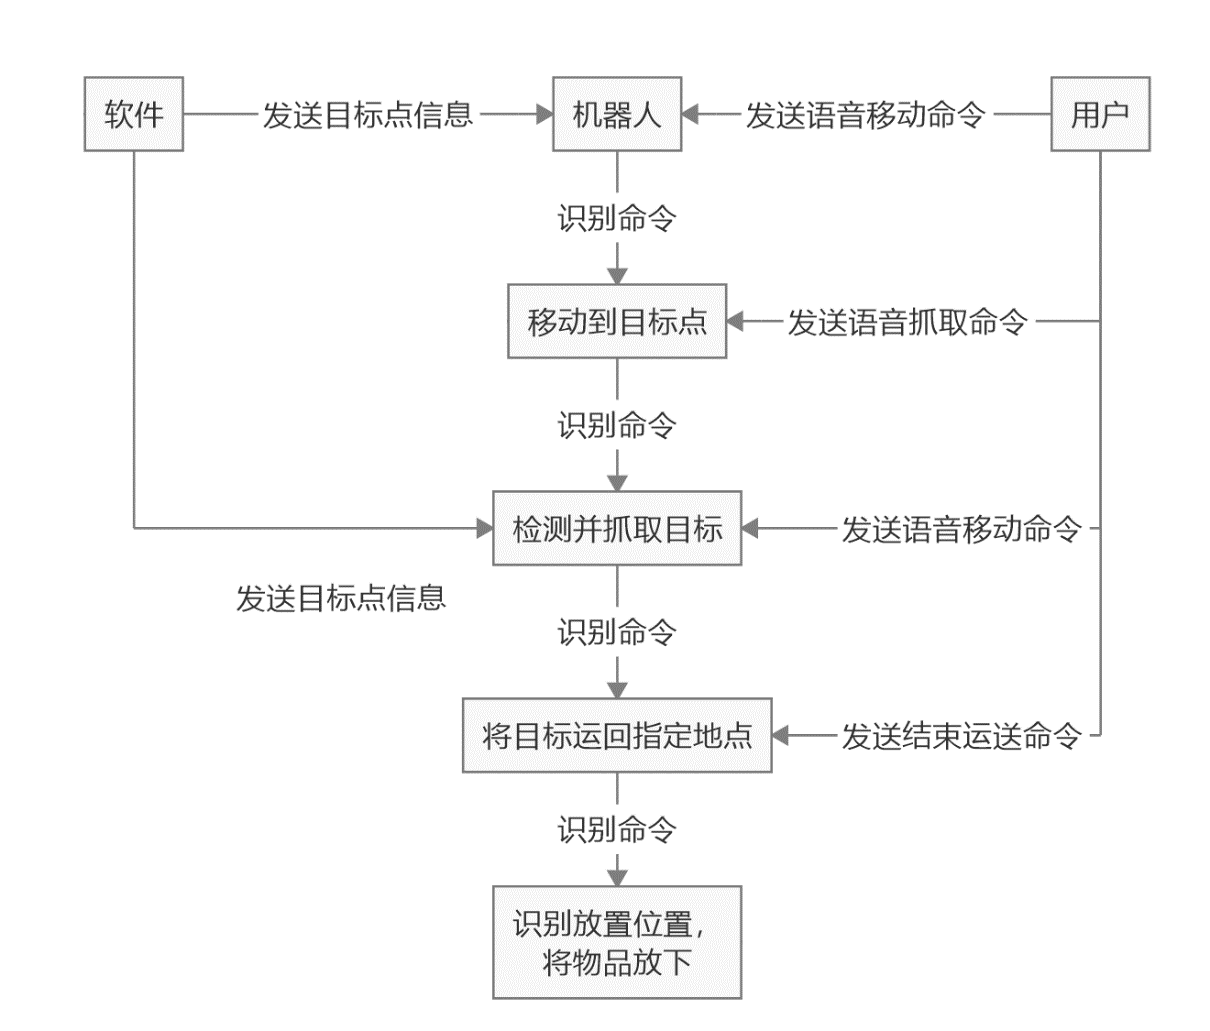 软件
发送目标点信息
机器人
发送语音移动命令
用户
识别命令
移动到目标点
发送语音抓取命令
识别命令
检测并抓取目标
发送语音移动命令
发送目标点信息
识别命令
将目标运回指定地点
发送结束运送命令
识别命令
识别放置位置，
将物品放下